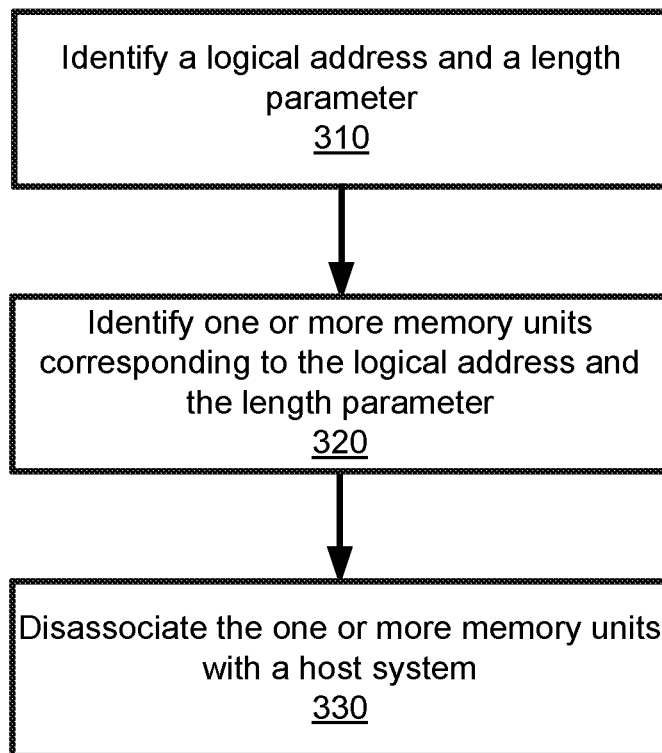 Identify a logical address and a length
parameter
310
Identify one or more memory units
corresponding to the logical address and
the length parameter
320
Disassociate the one or more memory units
with a host system
330